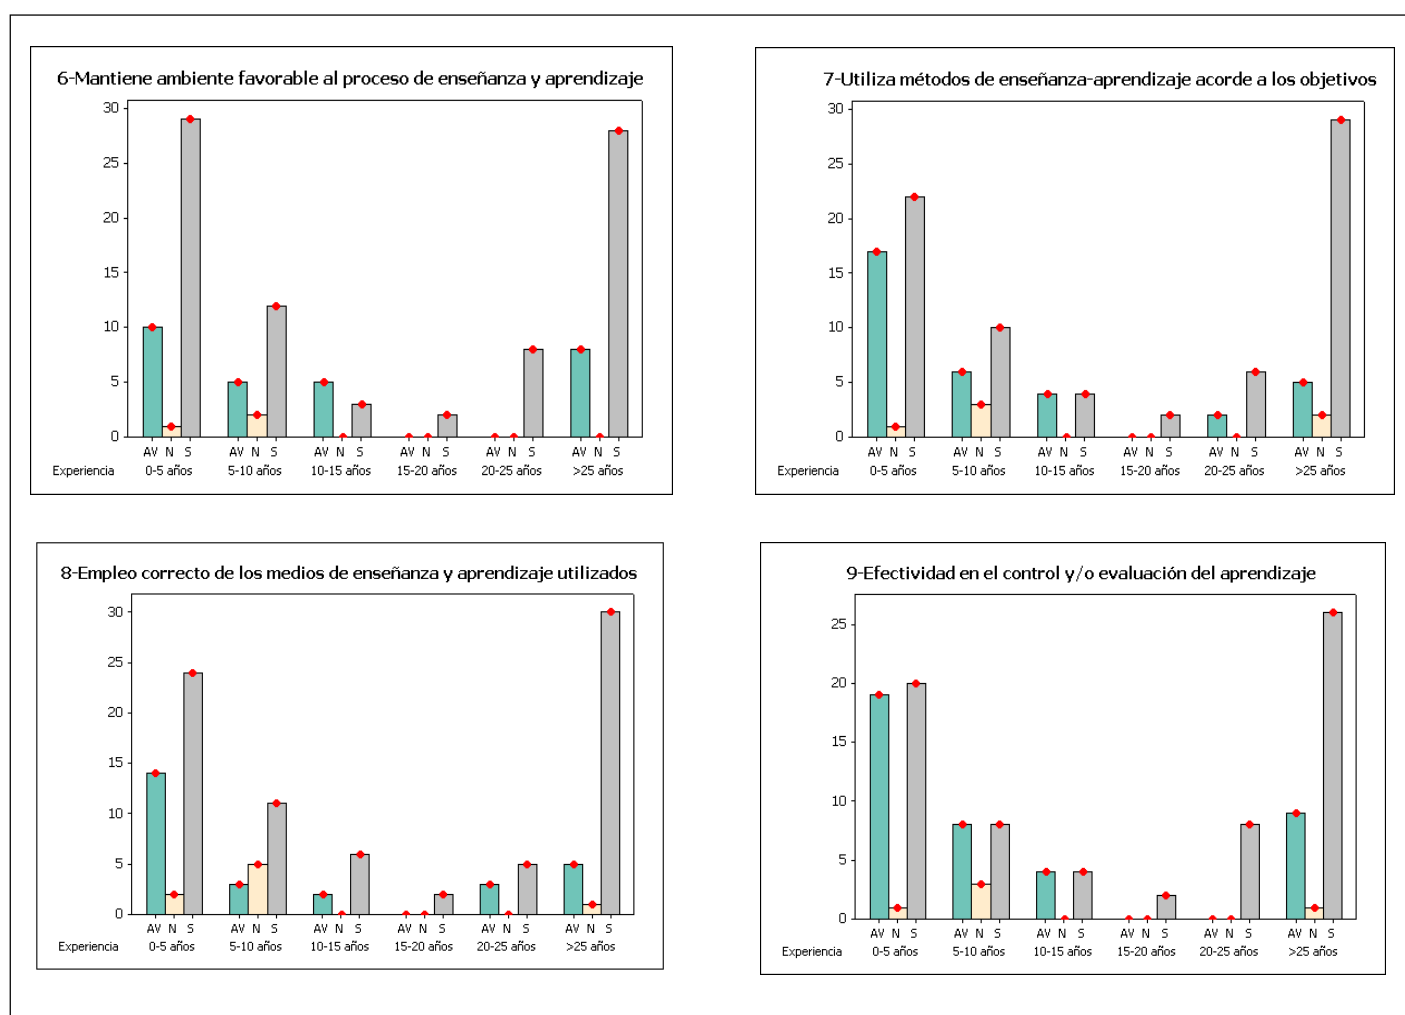 6-Mantiene ambiente favorable al proceso de enseñanza y aprendizaje
30
25
20
15
10
5
0
AV N S AV N S AV N S AV N S AV N S AV N S
Experiencia 0-5 años 5-10 años 10-15 años 15-20 años 20-25 años >25 años
7-Utiliza métodos de enseñanza-aprendizaje acorde a los objetivos
30
25
20
15
10
5
0
AV N S AV N S AV N S AV N S AV N S AV N S
Experiencia 0-5 años 5-10 años 10-15 años 15-20 años 20-25 años >25 años
8-Empleo correcto de los medios de enseñanza y aprendizaje utilizados
30
25
20
15
10
5
0
AV N S AV N S AV N S AV N S AV N S AV N S
Experiencia 0-5 años 5-10 años 10-15 años 15-20 años 20-25 años >25 años
9-Efectividad en el control y/o evaluación del aprendizaje
25
20
15
10
5
0
AV N S AV N S AV N S AV N S AV N S AV N S
Experiencia 0-5 años 5-10 años 10-15 años 15-20 años 20-25 años >25 años